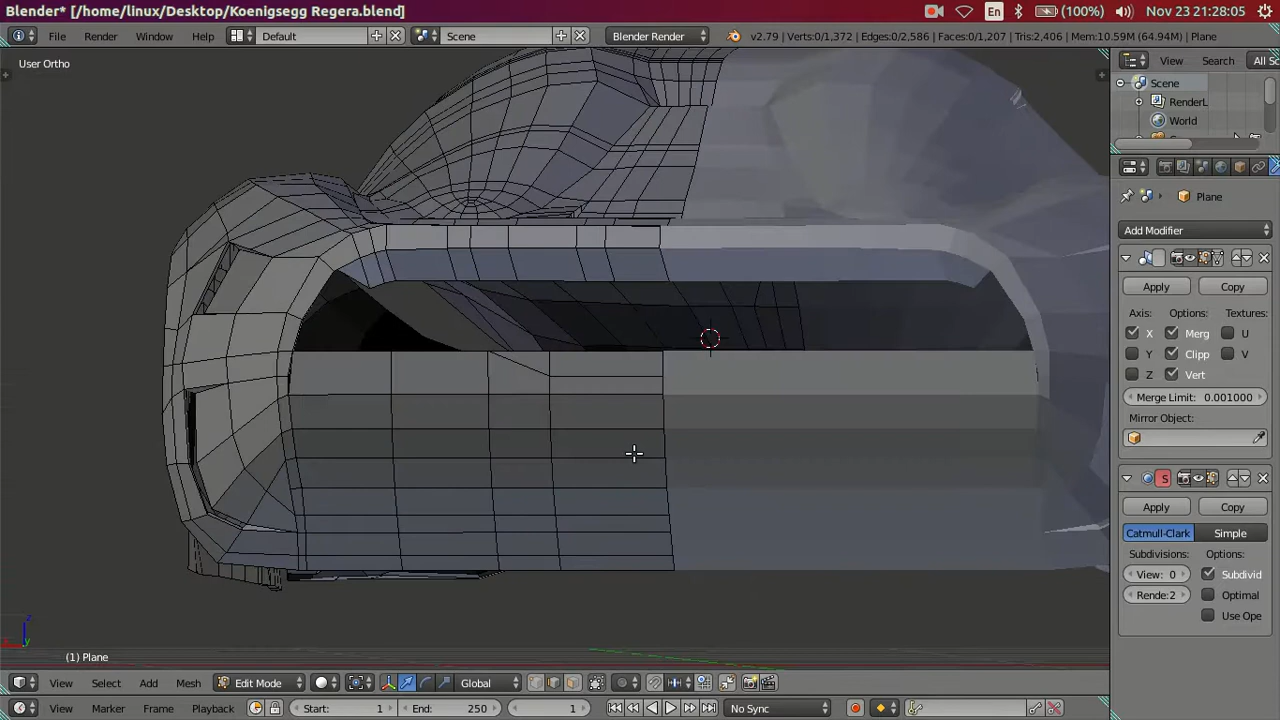 Blender* [/home/linux/Desktop/Koenigsegg Regera.blend]
En (100%) Nov 23 21:28:05
File Render Window Help Default Scene Blender Render v2.79 | Verts:0/1,372 | Edges:0/2,586 | Faces:0/1,207 | Tris:2,406 | Mem:10.59M (64.94M) | Plane
User Ortho
View Search All Sc
Scene
RenderL
World
Plane
Add Modifier
Apply Copy
Axis: Options: Textures:
X Merg U
Y Clipp V
Z Vert
Merge Limit: 0.001000
Mirror Object:
S
Apply Copy
Catmull-Clark Simple
Subdivisions: Options:
View: 0 Subdivid
Rende:2 Optimal
Use Ope
z
x y
(1) Plane
View Select Add Mesh Edit Mode Global
View Marker Frame Playback Start: 1 End: 250 1 No Sync